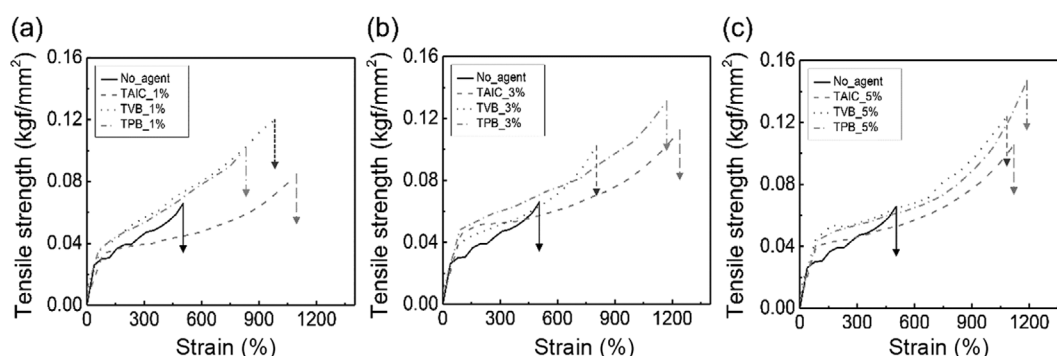 (a)
Tensile strength (kgf/mm²)
0.16
0.12
0.08
0.04
0.00
No_agent
TAIC_1%
TVB_1%
TPB_1%
0 300 600 900 1200
Strain (%)
(b)
Tensile strength (kgf/mm²)
0.16
0.12
0.08
0.04
0.00
No_agent
TAIC_3%
TVB_3%
TPB_3%
0 300 600 900 1200
Strain (%)
(c)
Tensile strength (kgf/mm²)
0.16
0.12
0.08
0.04
0.00
No_agent
TAIC_5%
TVB_5%
TPB_5%
0 300 600 900 1200
Strain (%)